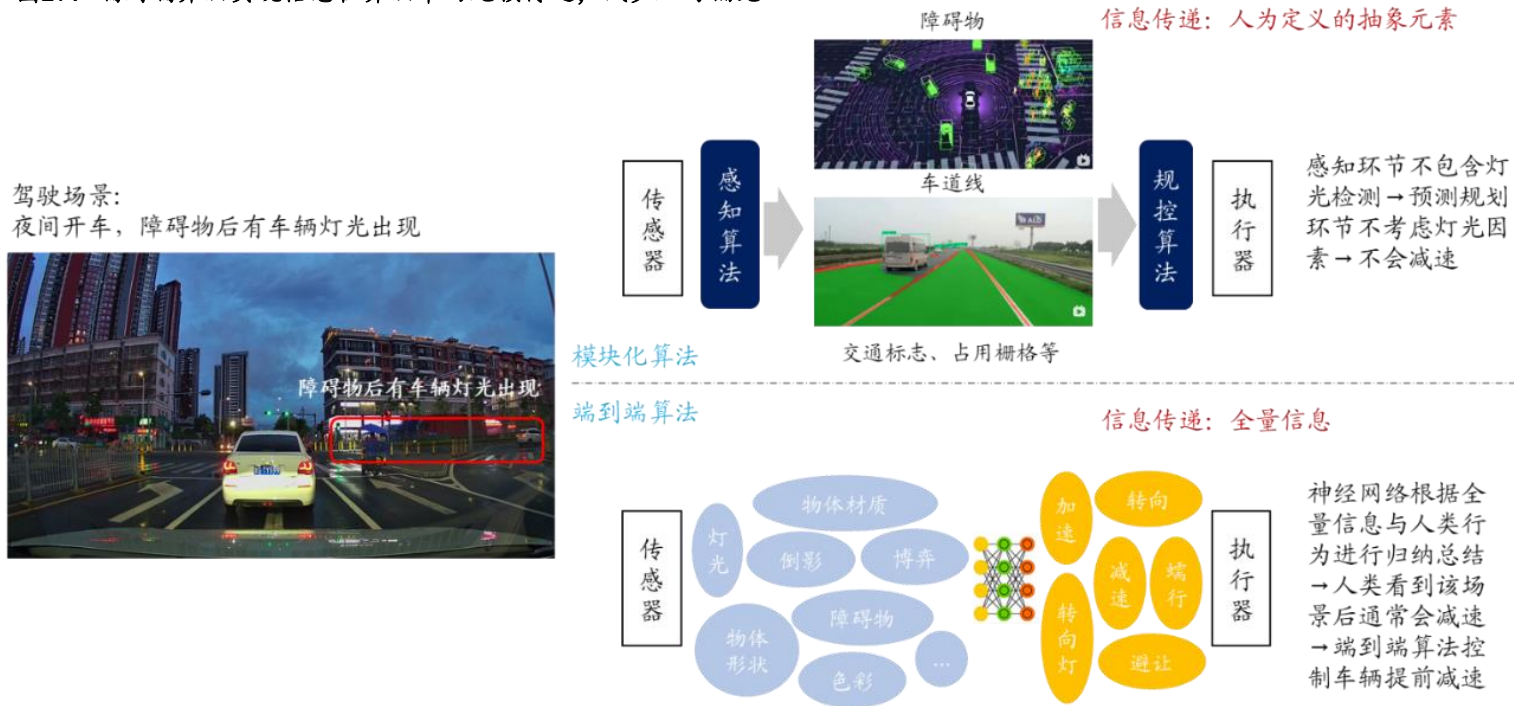 驾驶场景:
夜间开车，障碍物后有车辆灯光出现
障碍物后有车辆灯光出现
模块化算法
信息传递：人为定义的抽象元素
传感器
感知算法
障碍物
车道线
交通标志、占用栅格等
规控算法
执行器
感知环节不包含灯
光检测→预测规划
环节不考虑灯光因
素→不会减速
端到端算法
信息传递：全量信息
传感器
灯光
物体材质
倒影
博弈
障碍物
物体
形状
色彩
...
加速
转向
减速
蠕行
转向灯
避让
执行器
神经网络根据全
量信息与人类行
为进行归纳总结
→人类看到该场
景后通常会减速
→端到端算法控
制车辆提前减速